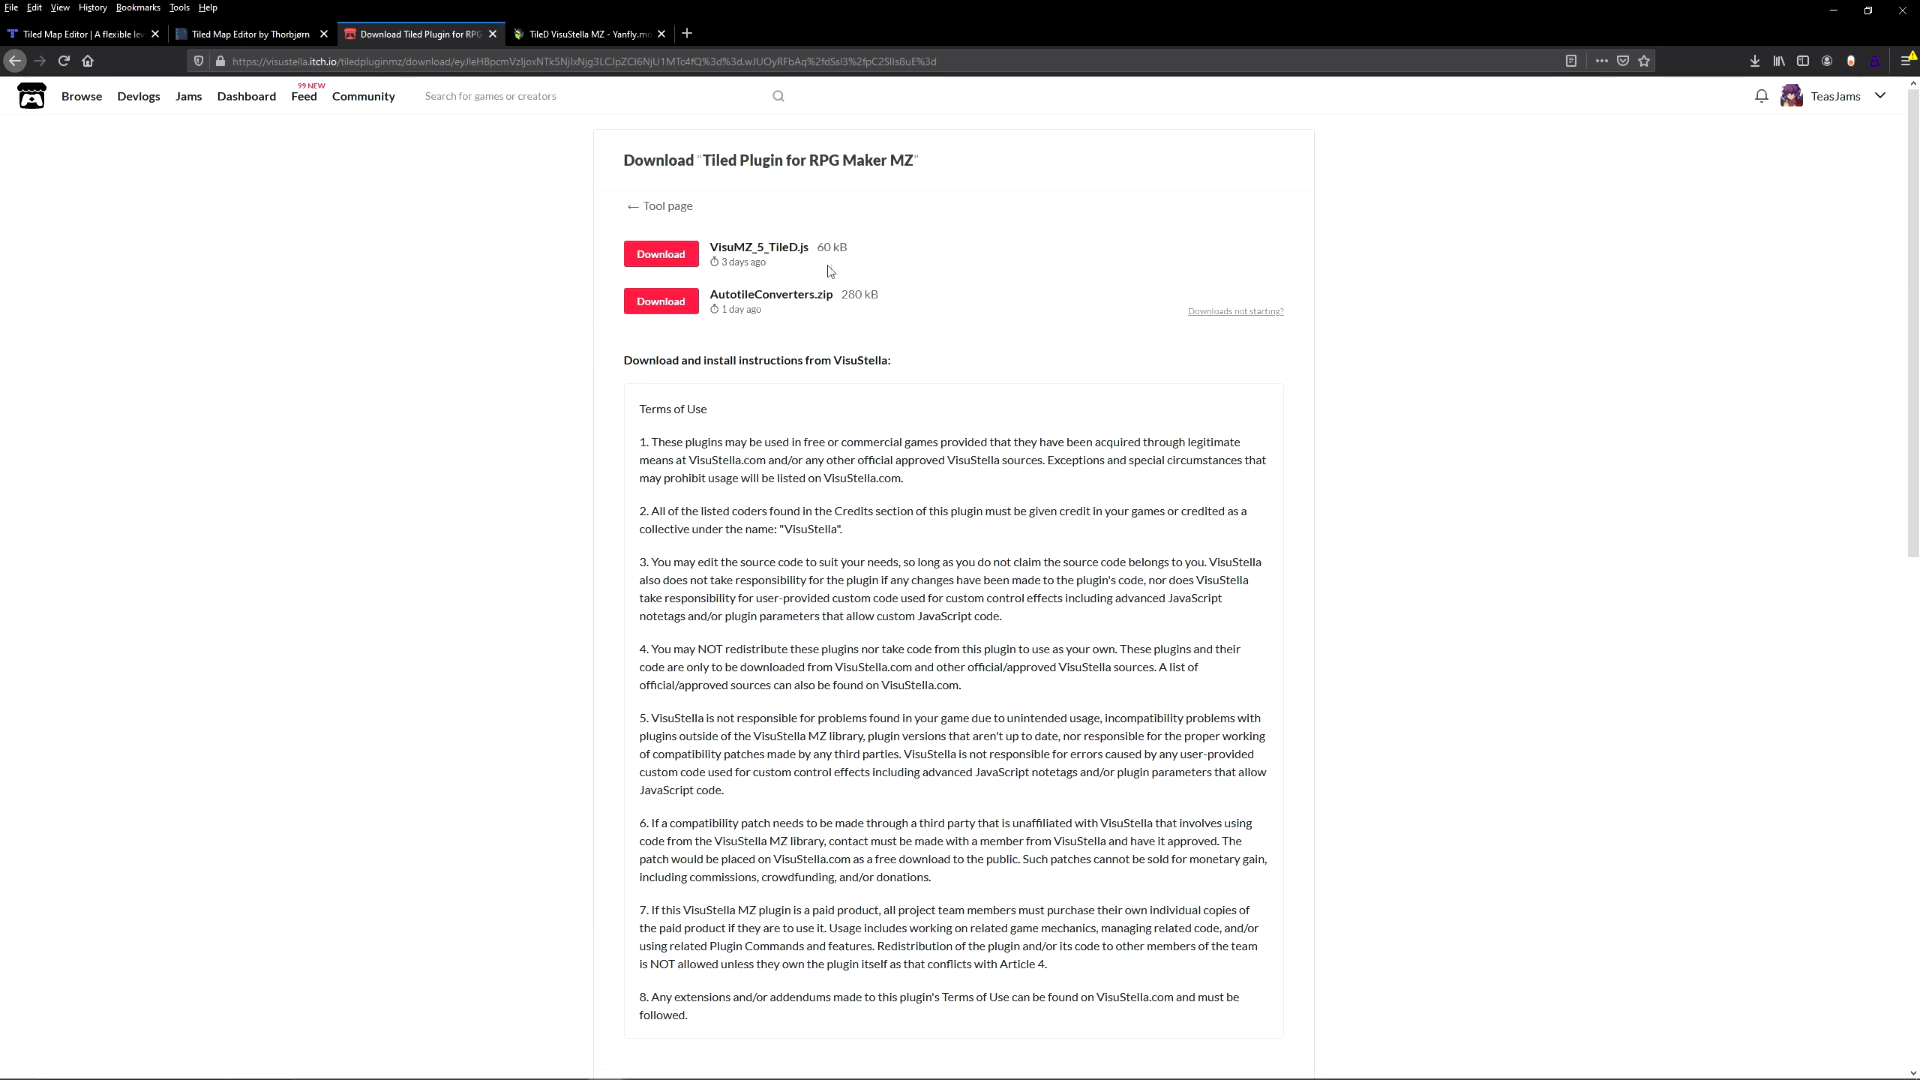 File Edit View History Bookmarks Tools Help
Tiled Map Editor | A flexible lev
Tiled Map Editor by Thorbjørn
Download Tiled Plugin for RPG
TileD VisuStella MZ - Yanfly.mo
99 NEW
Browse Devlogs Jams Dashboard Feed Community Search for games or creators TeasJams
Download "Tiled Plugin for RPG Maker MZ"
← Tool page
Download VisuMZ_5_TileD.js 60 kB
3 days ago
Download AutotileConverters.zip 280 kB
1 day ago
Downloads not starting?
Download and install instructions from VisuStella:
Terms of Use
1. These plugins may be used in free or commercial games provided that they have been acquired through legitimate
means at VisuStella.com and/or any other official approved VisuStella sources. Exceptions and special circumstances that
may prohibit usage will be listed on VisuStella.com.
2. All of the listed coders found in the Credits section of this plugin must be given credit in your games or credited as a
collective under the name: "VisuStella".
3. You may edit the source code to suit your needs, so long as you do not claim the source code belongs to you. VisuStella
also does not take responsibility for the plugin if any changes have been made to the plugin's code, nor does VisuStella
take responsibility for user-provided custom code used for custom control effects including advanced JavaScript
notetags and/or plugin parameters that allow custom JavaScript code.
4. You may NOT redistribute these plugins nor take code from this plugin to use as your own. These plugins and their
code are only to be downloaded from VisuStella.com and other official/approved VisuStella sources. A list of
official/approved sources can also be found on VisuStella.com.
5. VisuStella is not responsible for problems found in your game due to unintended usage, incompatibility problems with
plugins outside of the VisuStella MZ library, plugin versions that aren't up to date, nor responsible for the proper working
of compatibility patches made by any third parties. VisuStella is not responsible for errors caused by any user-provided
custom code used for custom control effects including advanced JavaScript notetags and/or plugin parameters that allow
JavaScript code.
6. If a compatibility patch needs to be made through a third party that is unaffiliated with VisuStella that involves using
code from the VisuStella MZ library, contact must be made with a member from VisuStella and have it approved. The
patch would be placed on VisuStella.com as a free download to the public. Such patches cannot be sold for monetary gain,
including commissions, crowdfunding, and/or donations.
7. If this VisuStella MZ plugin is a paid product, all project team members must purchase their own individual copies of
the paid product if they are to use it. Usage includes working on related game mechanics, managing related code, and/or
using related Plugin Commands and features. Redistribution of the plugin and/or its code to other members of the team
is NOT allowed unless they own the plugin itself as that conflicts with Article 4.
8. Any extensions and/or addendums made to this plugin's Terms of Use can be found on VisuStella.com and must be
followed.